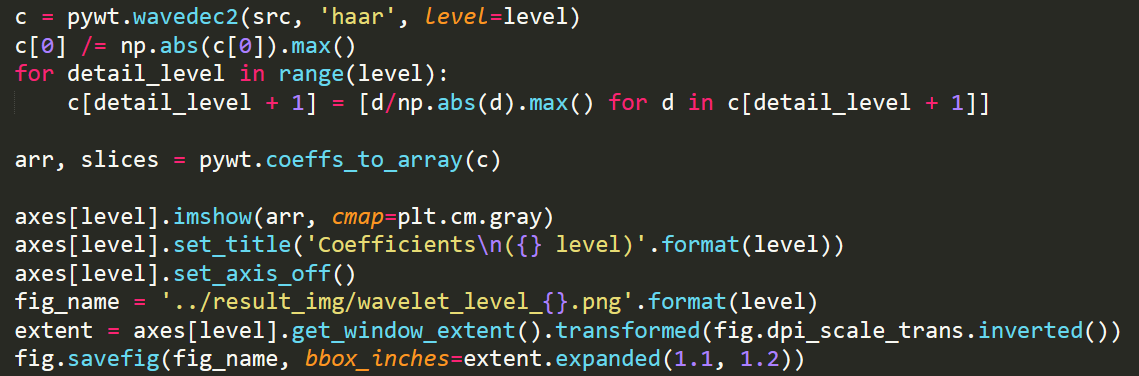 c = pywt.wavedec2(src, 'haar', level=level)
c[0] /= np.abs(c[0]).max()
for detail_level in range(level):
    c[detail_level + 1] = [d/np.abs(d).max() for d in c[detail_level + 1]]

arr, slices = pywt.coeffs_to_array(c)

axes[level].imshow(arr, cmap=plt.cm.gray)
axes[level].set_title('Coefficients\n({} level)'.format(level))
axes[level].set_axis_off()
fig_name = '../result_img/wavelet_level_{}.png'.format(level)
extent = axes[level].get_window_extent().transformed(fig.dpi_scale_trans.inverted())
fig.savefig(fig_name, bbox_inches=extent.expanded(1.1, 1.2))